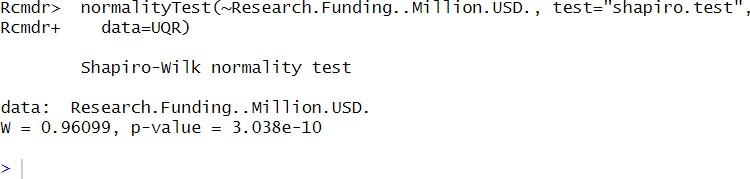 Rcmdr>  normalityTest(~Research.Funding..Million.USD., test="shapiro.test",
Rcmdr+    data=UQR)
Shapiro-Wilk normality test
data:  Research.Funding..Million.USD.
W = 0.96099, p-value = 3.038e-10
>